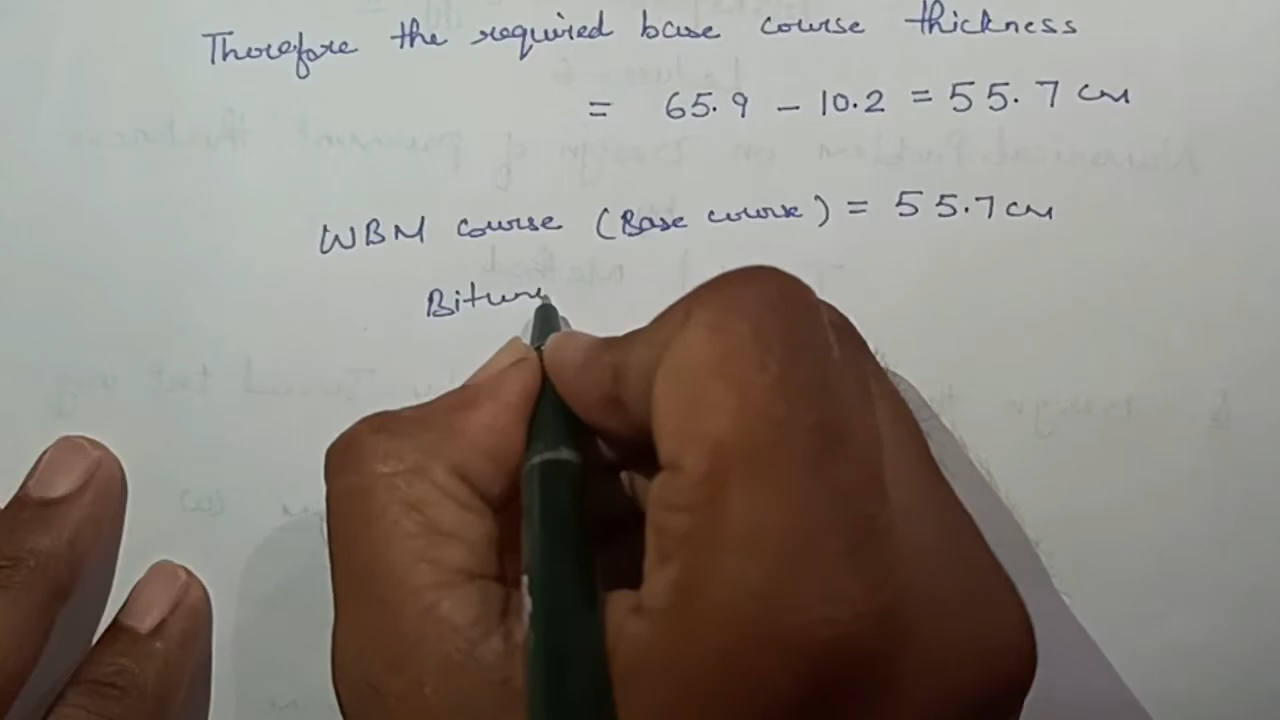 Therefore the required base course thickness
= 65.9 - 10.2 = 55.7 cm
WBM course (Base course) = 55.7 cm
Bitum